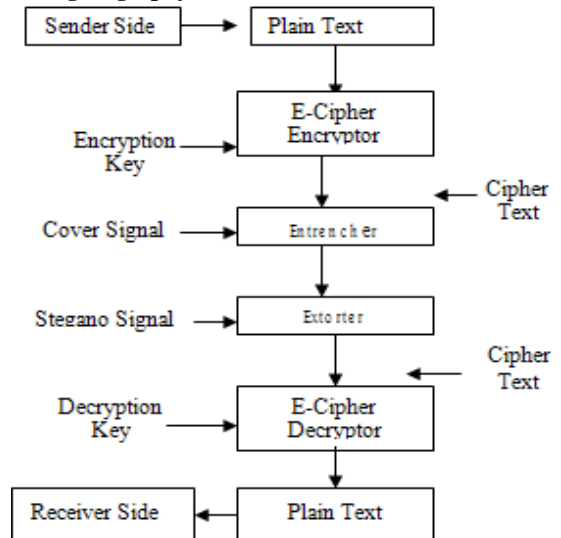 Sender Side
Plain Text
E-Cipher
Encryptor
Encryption
Key
Cipher
Text
Cover Signal
Entrencher
Stegano Signal
Extorter
Cipher
Text
Decryption
Key
E-Cipher
Decryptor
Receiver Side
Plain Text